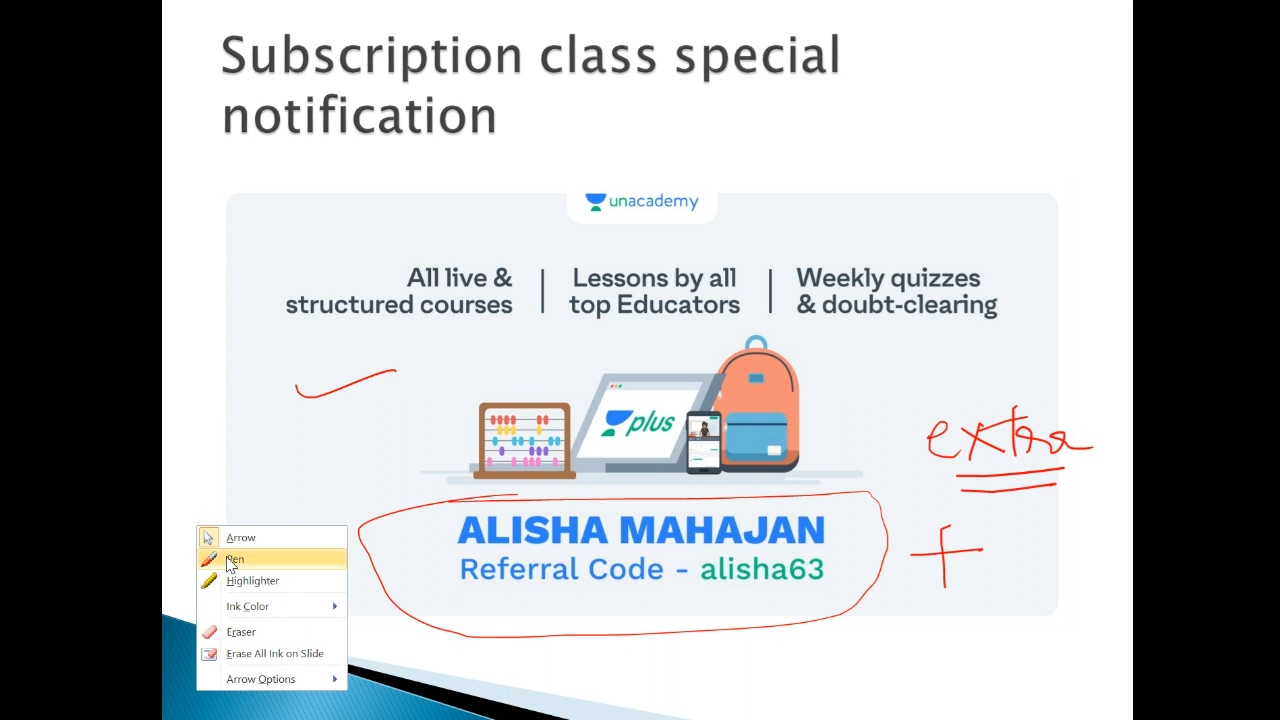 Subscription class special
notification
unacademy
All live &
structured courses
Lessons by all
top Educators
Weekly quizzes
& doubt-clearing
plus
extra
+
ALISHA MAHAJAN
Referral Code - alisha63
Arrow
Pen
Highlighter
Ink Color
Eraser
Erase All Ink on Slide
Arrow Options